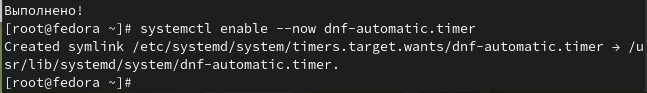 Выполнено!
[root@fedora ~]# systemctl enable --now dnf-automatic.timer
Created symlink /etc/systemd/system/timers.target.wants/dnf-automatic.timer → /u
sr/lib/systemd/system/dnf-automatic.timer.
[root@fedora ~]#